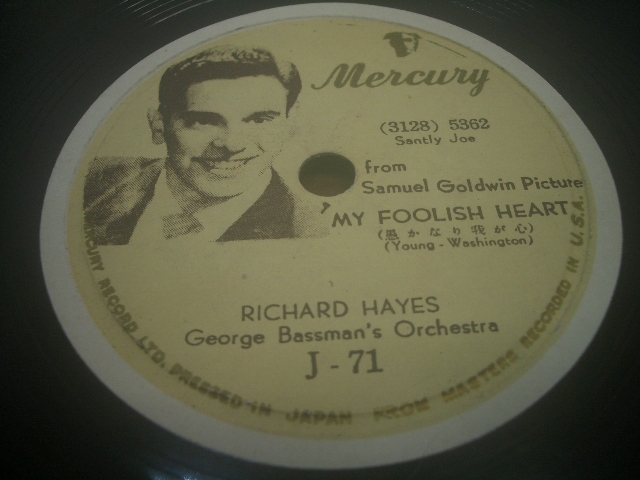 Mercury
(3128) 5362
Santly Joe
from
Samuel Goldwin Picture
"MY FOOLISH HEART"
(愚かなり我が心)
(Young - Washington)
RICHARD HAYES
George Bassman's Orchestra
J - 71
MERCURY RECORD LTD. PRESSED IN JAPAN FROM MASTERS RECORDED IN U.S.A.